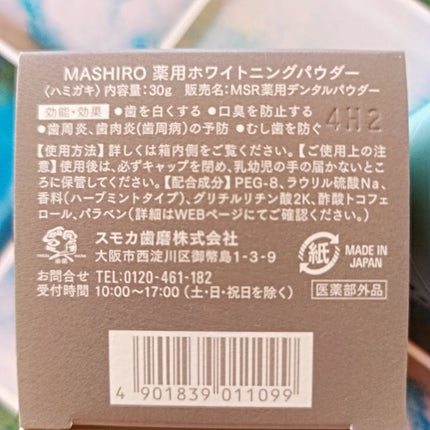 MASHIRO 薬用ホワイトニングパウダー
〈ハミガキ〉内容量:30g 販売名:MSR薬用デンタルパウダー
効能・効果 ●歯を白くする ●口臭を防止する
●歯周炎、歯肉炎(歯周病)の予防 ●むし歯を防ぐ 4H2
【使用方法】詳しくは箱内側をご覧ください。【ご使用上の注
意】使用後は、必ずキャップを閉め、乳幼児の手の届かないとこ
ろに保管してください。【配合成分】PEG-8、ラウリル硫酸Na、
香料(ハーブミントタイプ)、グリチルリチン酸2K、酢酸トコフェ
ロール、パラベン(詳細はWEBページにてご確認ください。)
スモカ歯磨株式会社
大阪市西淀川区御幣島1-3-9
お問合せ TEL:0120-461-182
受付時間 10:00〜17:00(土・日・祝日を除く)
紙
MADE IN
JAPAN
医薬部外品
4 901839 011099